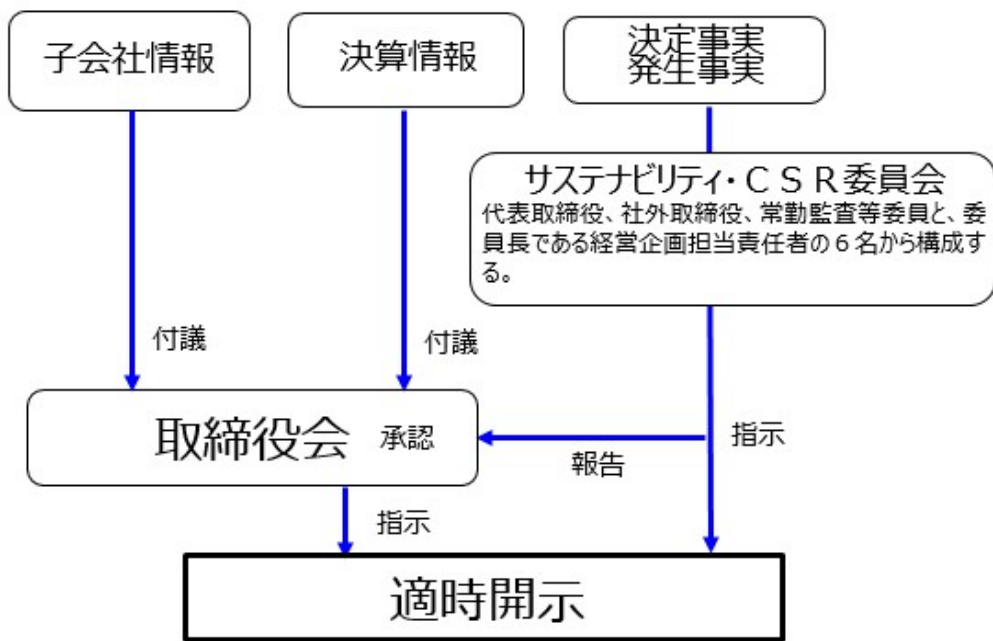 子会社情報
決算情報
決定事実
発生事実
サステナビリティ・ＣＳＲ委員会
代表取締役、社外取締役、常勤監査等委員と、委
員長である経営企画担当責任者の６名から構成す
る。
付議
付議
取締役会 承認
報告
指示
指示
適時開示